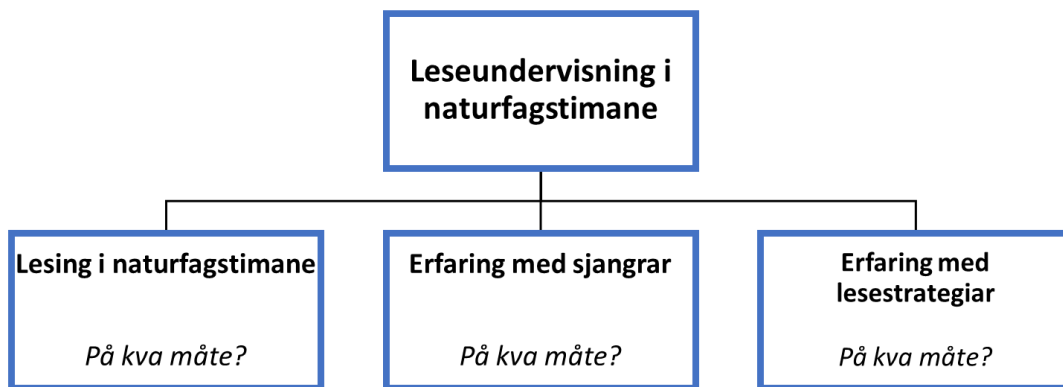 Leseundervisning i
naturfagstimane
Lesing i naturfagstimane
På kva måte?
Erfaring med sjangrar
På kva måte?
Erfaring med
lesestrategiar
På kva måte?